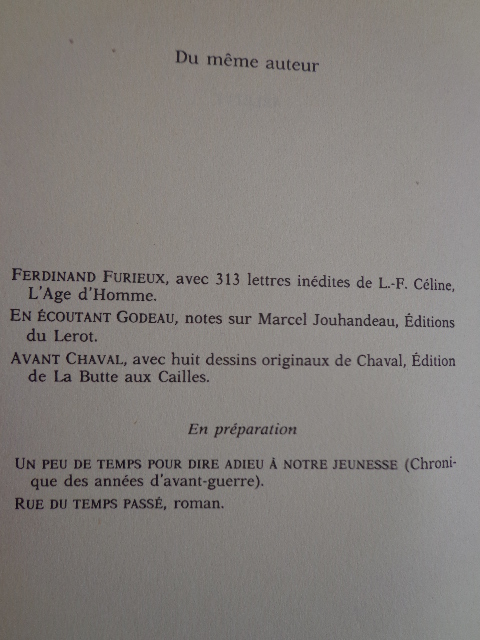 Du même auteur
FERDINAND FURIEUX, avec 313 lettres inédites de L.-F. Céline,
L'Age d'Homme.
EN ÉCOUTANT GODEAU, notes sur Marcel Jouhandeau, Éditions
du Lerot.
AVANT CHAVAL, avec huit dessins originaux de Chaval, Édition
de La Butte aux Cailles.
En préparation
UN PEU DE TEMPS POUR DIRE ADIEU À NOTRE JEUNESSE (Chroni-
que des années d'avant-guerre).
RUE DU TEMPS PASSÉ, roman.